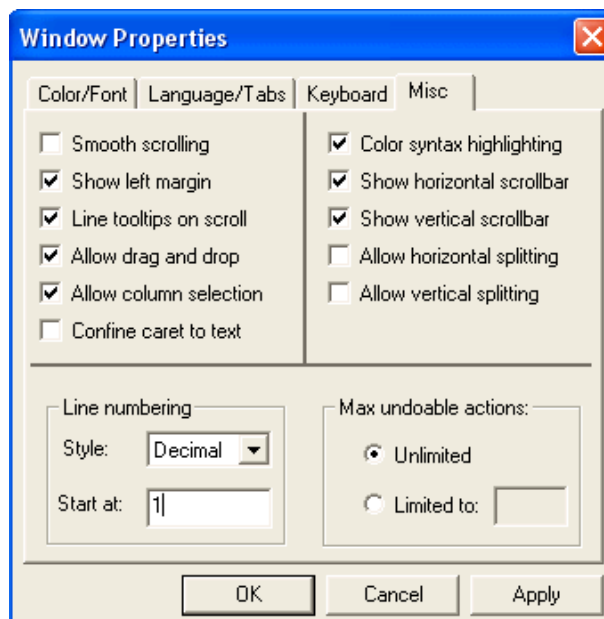 Window Properties
Color/Font
Language/Tabs
Keyboard
Misc
Smooth scrolling
Show left margin
Line tooltips on scroll
Allow drag and drop
Allow column selection
Confine caret to text
Color syntax highlighting
Show horizontal scrollbar
Show vertical scrollbar
Allow horizontal splitting
Allow vertical splitting
Line numbering
Style: Decimal
Start at: 1
Max undoable actions:
Unlimited
Limited to:
OK
Cancel
Apply